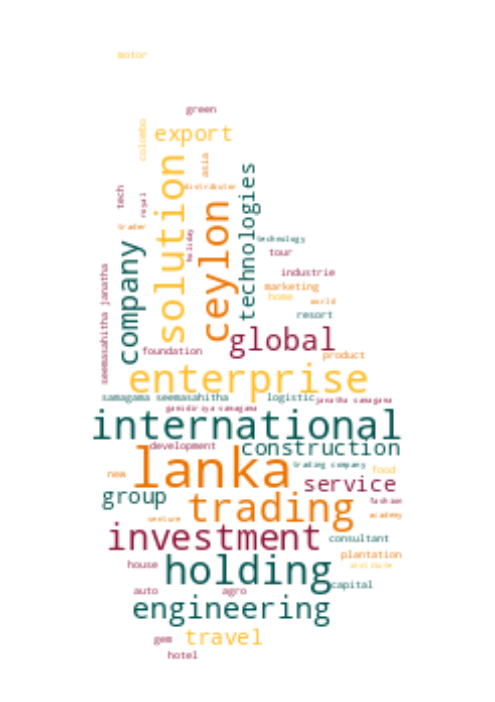 motor
green
colombo
export
solution
asia
distributor
tech
royal
ceylon
technologies
trader
holiday
technology
company
tour
seemasahitha janatha
industrie
marketing
home
world
resort
global
foundation
product
enterprise
samagama seemasahitha
logistic
janatha samagama
gamidiriya samagama
international
development
construction
lanka
trading company
new
food
service
group
trading
fashion
venture
academy
investment
consultant
plantation
house
holding
institute
capital
auto
agro
engineering
gem
travel
hotel